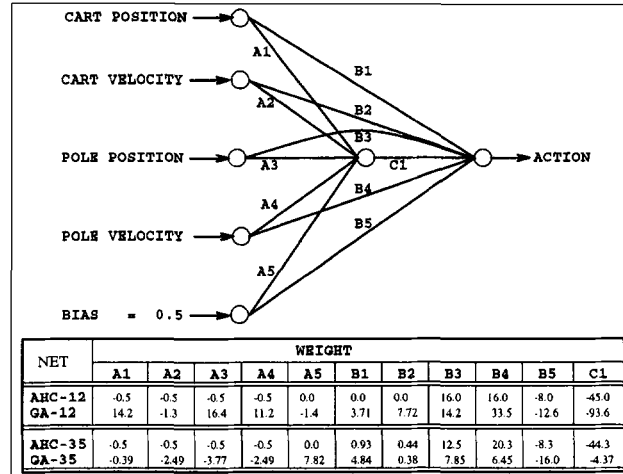 CART POSITION
A1
B1
CART VELOCITY
A2
B2
B3
POLE POSITION
A3
C1
ACTION
A4
B4
POLE VELOCITY
B5
A5
BIAS = 0.5
NET WEIGHT
A1 A2 A3 A4 A5 B1 B2 B3 B4 B5 C1
AHC-12 -0.5 -0.5 -0.5 -0.5 0.0 0.0 0.0 16.0 16.0 -8.0 -45.0
GA-12 14.2 -1.3 16.4 11.2 -1.4 3.71 7.72 14.2 33.5 -12.6 -93.6
AHC-35 -0.5 -0.5 -0.5 -0.5 0.0 0.93 0.44 12.5 20.3 -8.3 -44.3
GA-35 -0.39 -2.49 -3.77 -2.49 7.82 4.84 0.38 7.85 6.45 -16.0 -4.37